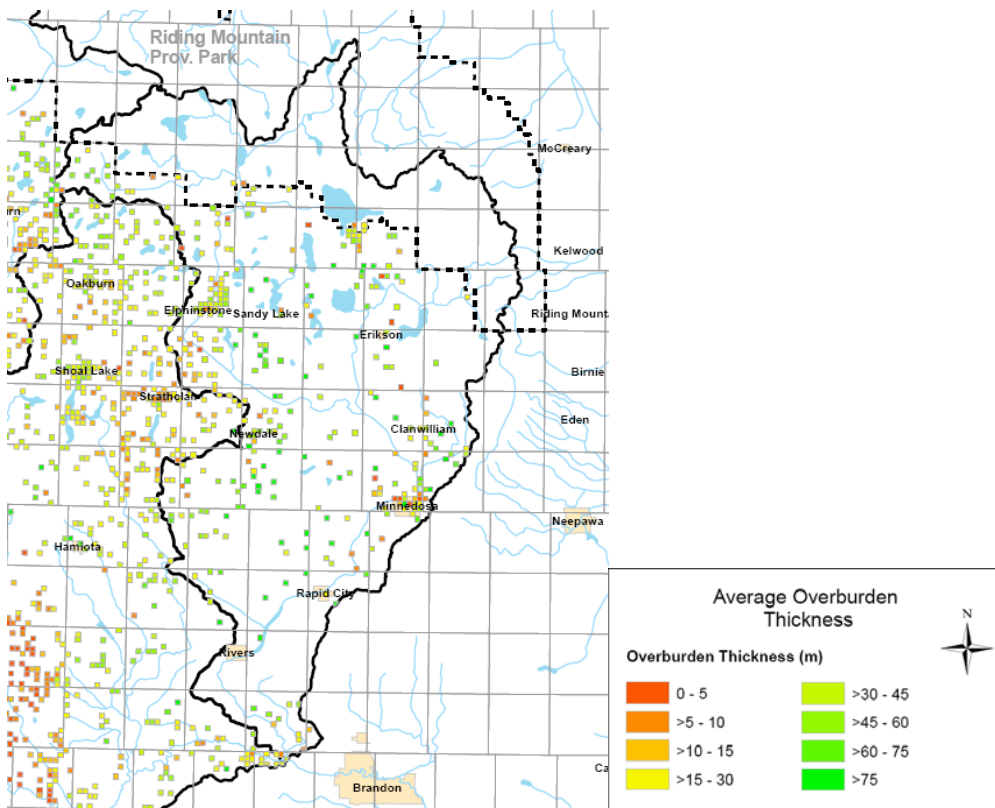 Riding Mountain
Prov. Park
McCreary
Kelwood
Oakburn
Elphinstone
Sandy Lake
Riding Mount
Erikson
Shoal Lake
Birnie
Strathclair
Eden
Newdale
Clanwilliam
Minnedosa
Neepawa
Hamiota
Rapid City
Rivers
Brandon
Ca
Average Overburden
Thickness
N
Overburden Thickness (m)
0 - 5
>5 - 10
>10 - 15
>15 - 30
>30 - 45
>45 - 60
>60 - 75
>75